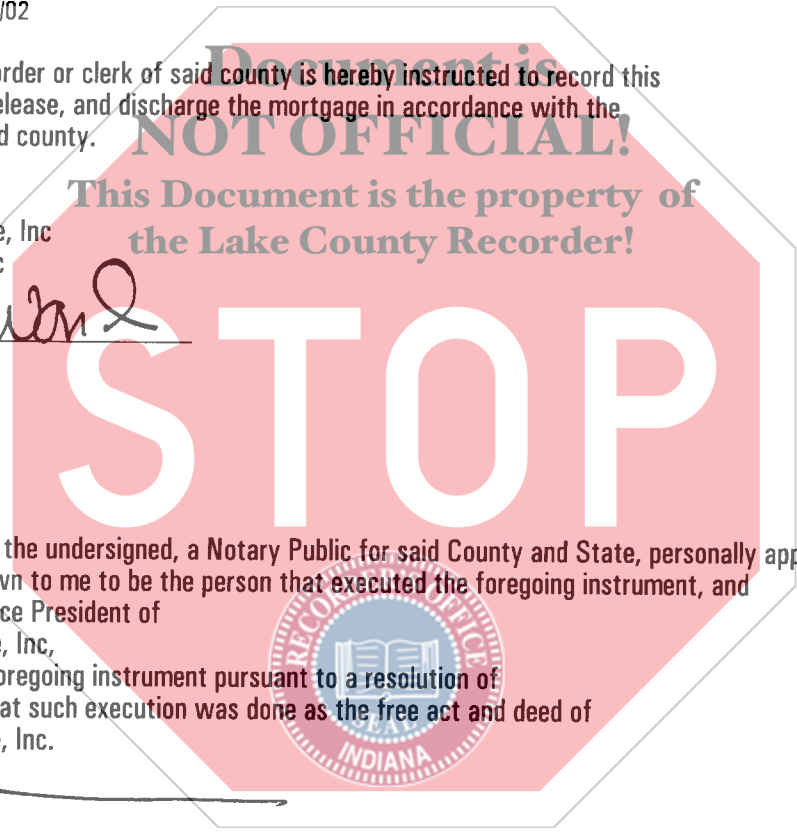 /02
Document is
order or clerk of said county is hereby instructed to record this
elease, and discharge the mortgage in accordance with the
d county.
NOT OFFICIAL!
This Document is the property of
e, Inc
the Lake County Recorder!
c
STOP
the undersigned, a Notary Public for said County and State, personally app
wn to me to be the person that executed the foregoing instrument, and
ce President of
e, Inc,
oregoing instrument pursuant to a resolution of
at such execution was done as the free act and deed of
e, Inc.
RECORDER'S OFFICE
SEAL
INDIANA